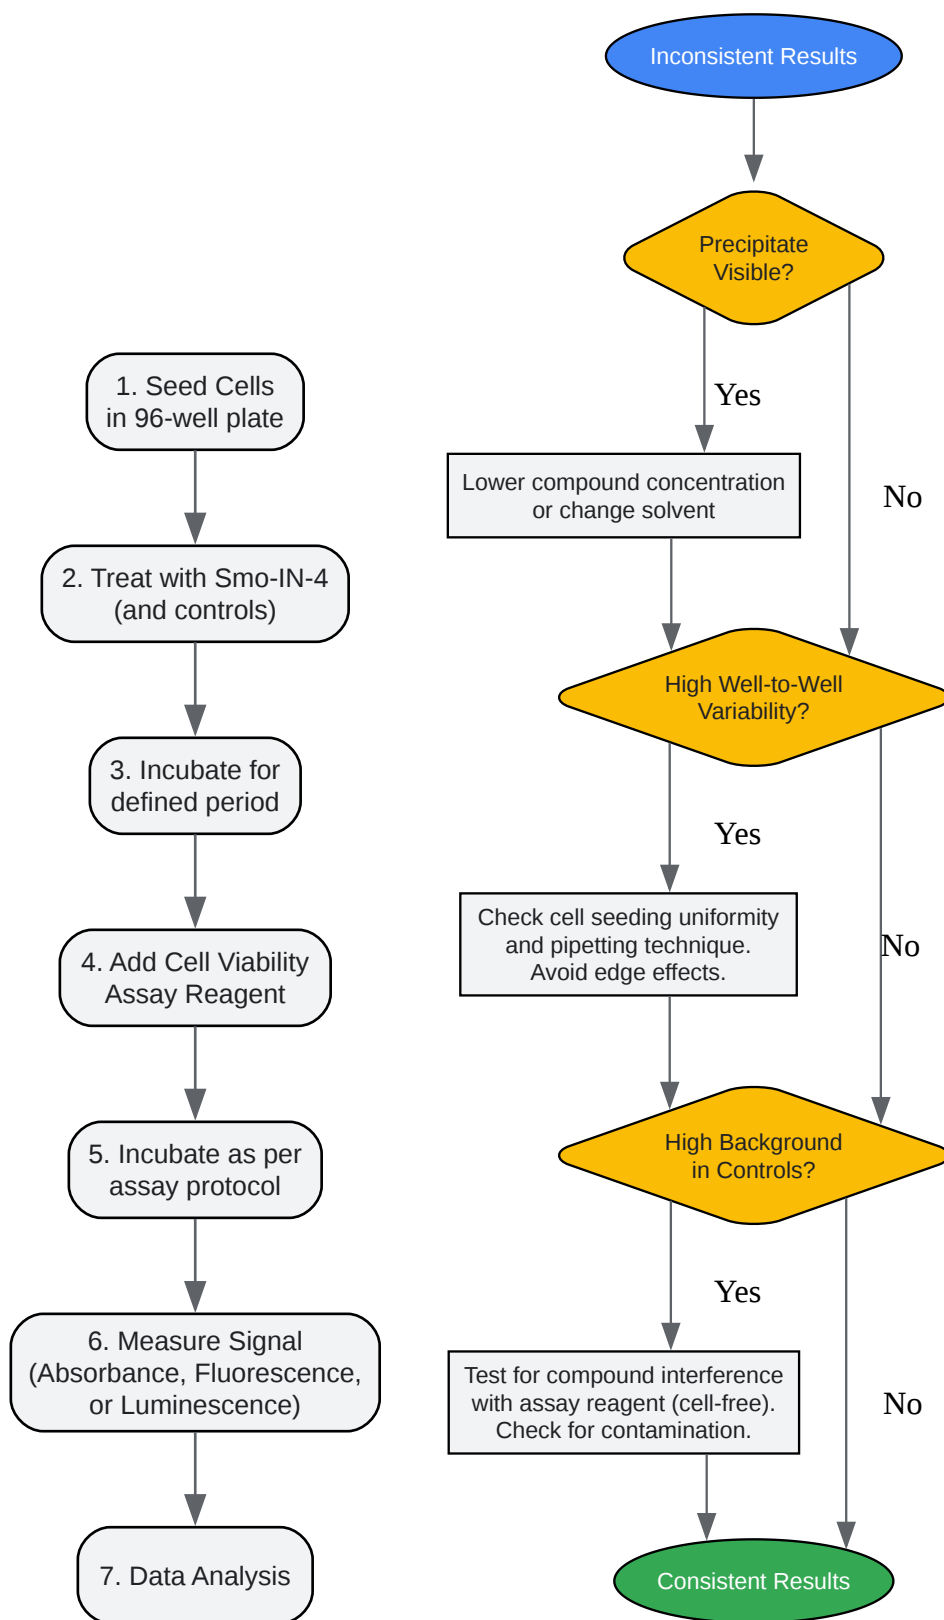 1. Seed Cells
in 96-well plate
2. Treat with Smo-IN-4
(and controls)
3. Incubate for
defined period
4. Add Cell Viability
Assay Reagent
5. Incubate as per
assay protocol
6. Measure Signal
(Absorbance, Fluorescence,
or Luminescence)
7. Data Analysis
Inconsistent Results
Precipitate
Visible?
Yes
No
Lower compound concentration
or change solvent
High Well-to-Well
Variability?
Yes
No
Check cell seeding uniformity
and pipetting technique.
Avoid edge effects.
High Background
in Controls?
Yes
No
Test for compound interference
with assay reagent (cell-free).
Check for contamination.
Consistent Results